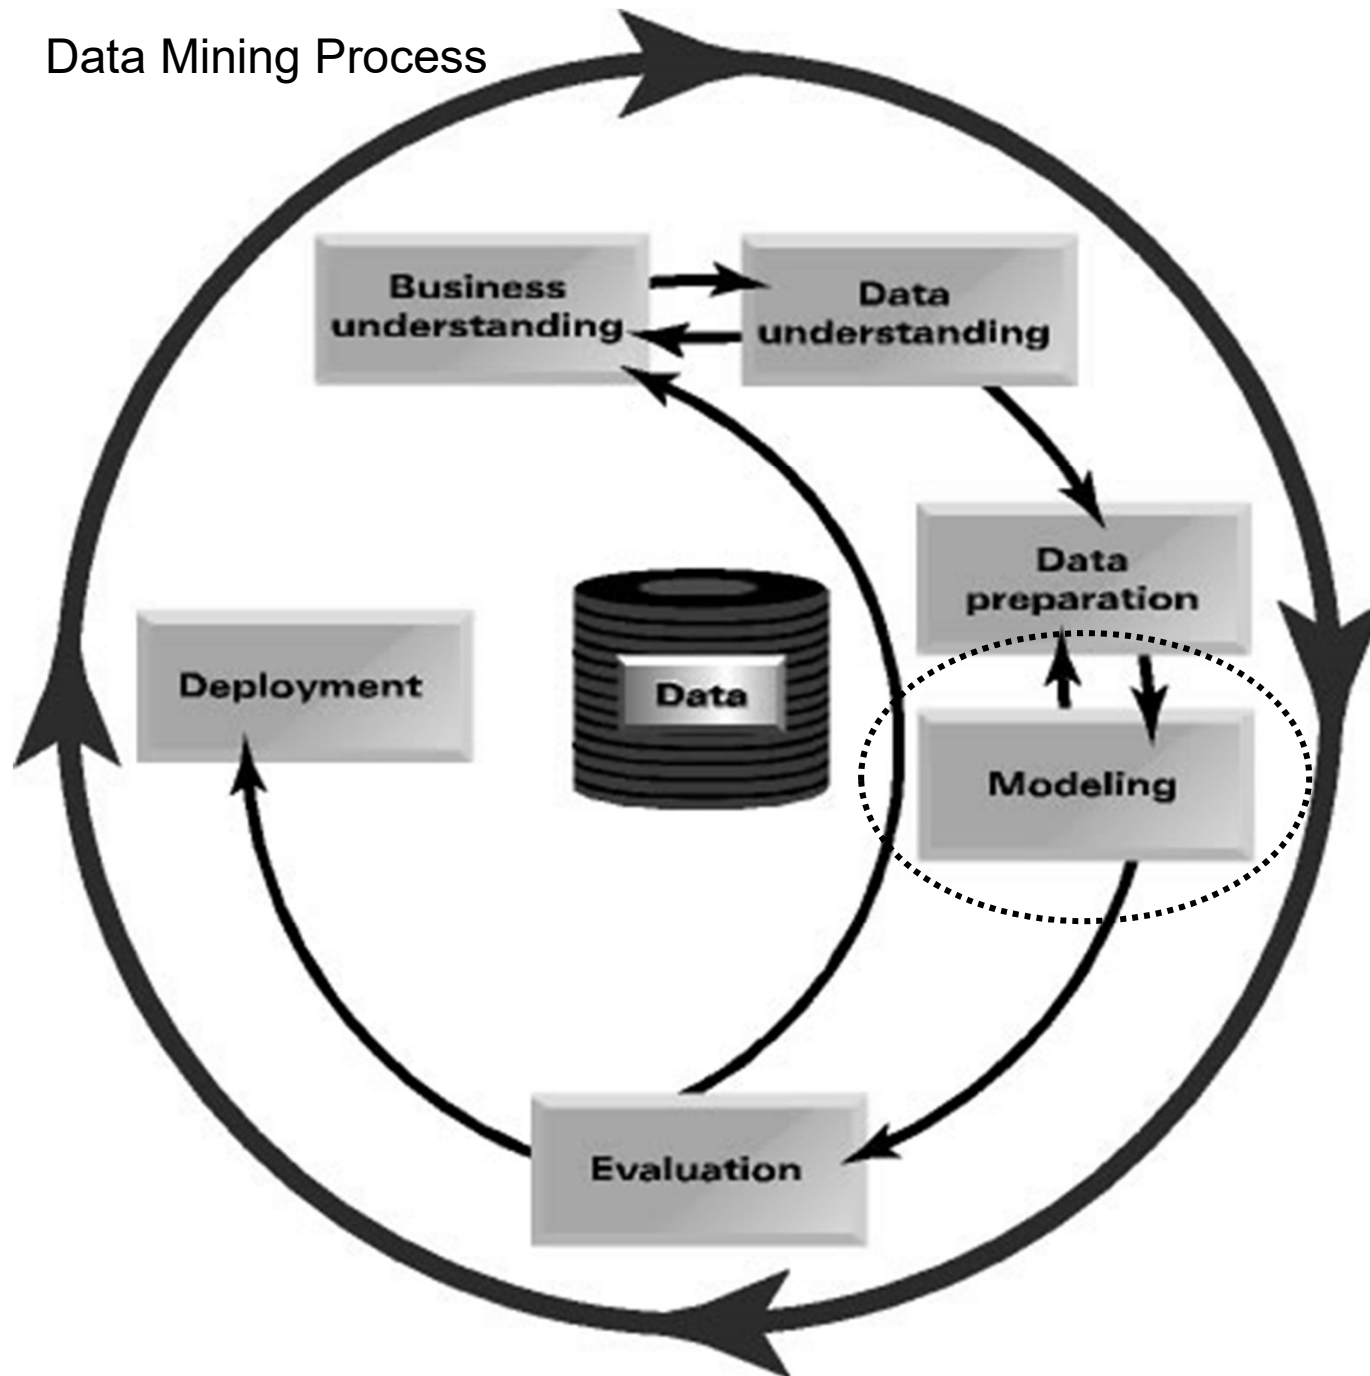 Data Mining Process
Business
understanding
Data
understanding
Data
preparation
Deployment
Data
Modeling
Evaluation